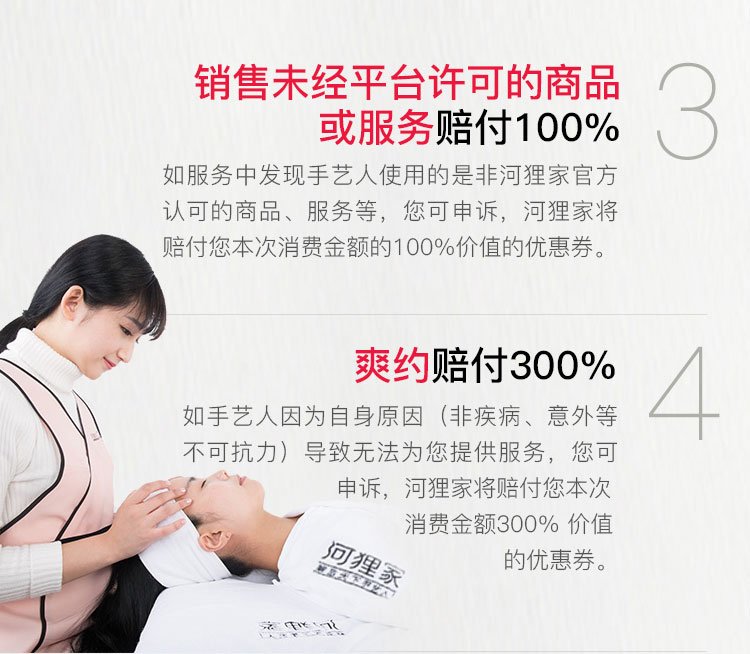 销售未经平台许可的商品
或服务赔付100%
3
如服务中发现手艺人使用的是非河狸家官方
认可的商品、服务等，您可申诉，河狸家将
赔付您本次消费金额的100%价值的优惠券。
爽约赔付300%
4
如手艺人因为自身原因（非疾病、意外等
不可抗力）导致无法为您提供服务，您可
申诉，河狸家将赔付您本次
消费金额300% 价值
的优惠券。
河狸家